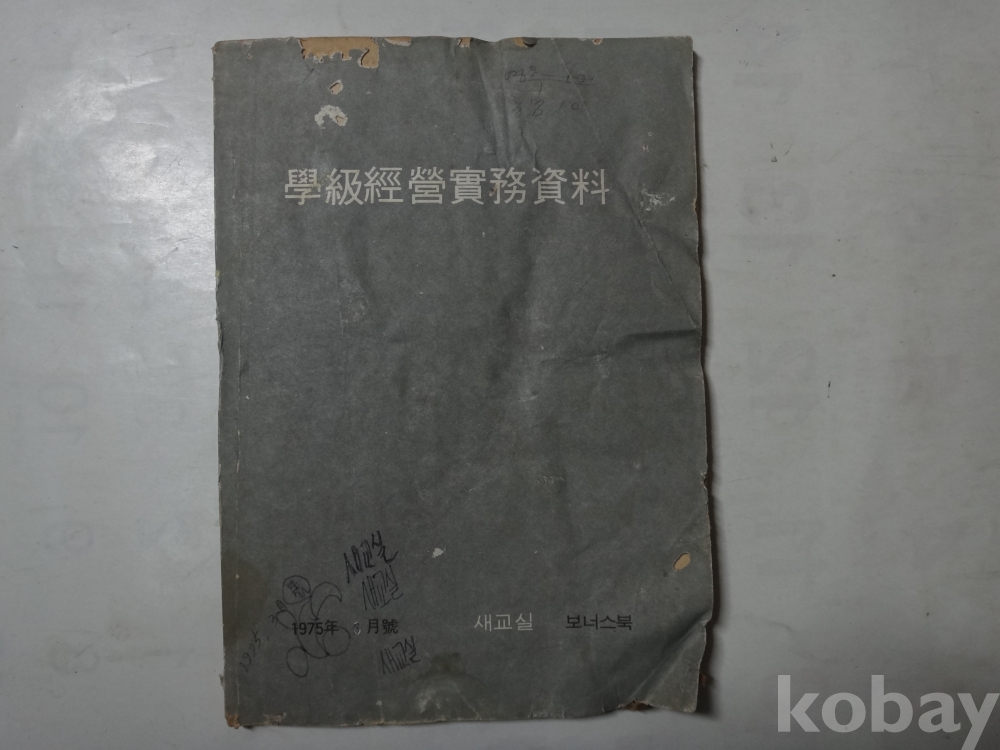 學級經營實務資料
새교실
새교실
1975年 月號
새교실 보너스북
새교실
kobay